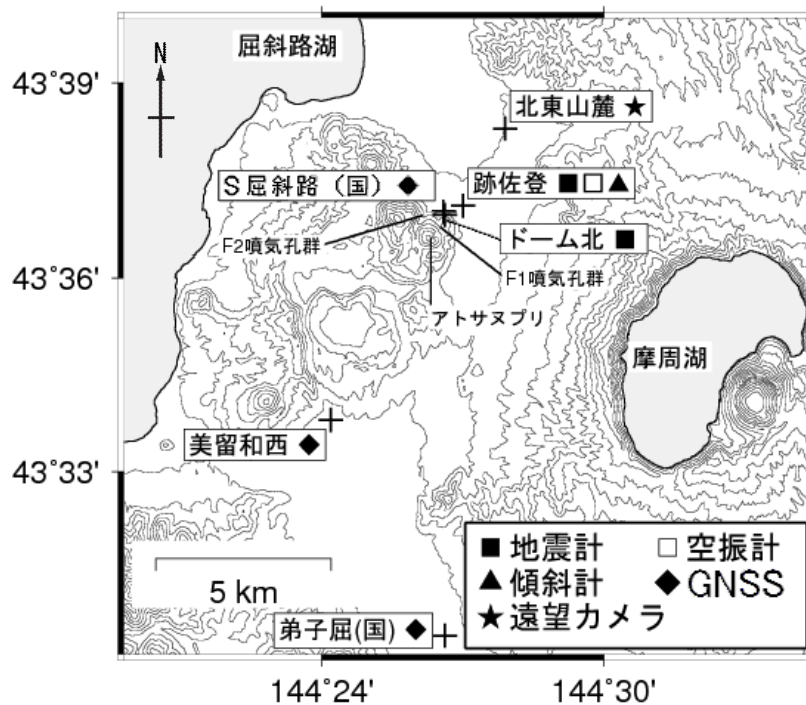 屈斜路湖
N
43˚39'
北東山麓 ★
S屈斜路（国） ◆
跡佐登 ■□▲
ドーム北 ■
F2噴気孔群
F1噴気孔群
43˚36'
アトサヌプリ
摩周湖
美留和西 ◆
43˚33'
■ 地震計 □ 空振計
▲ 傾斜計 ◆ GNSS
★ 遠望カメラ
5 km
弟子屈(国) ◆
144˚24' 144˚30'